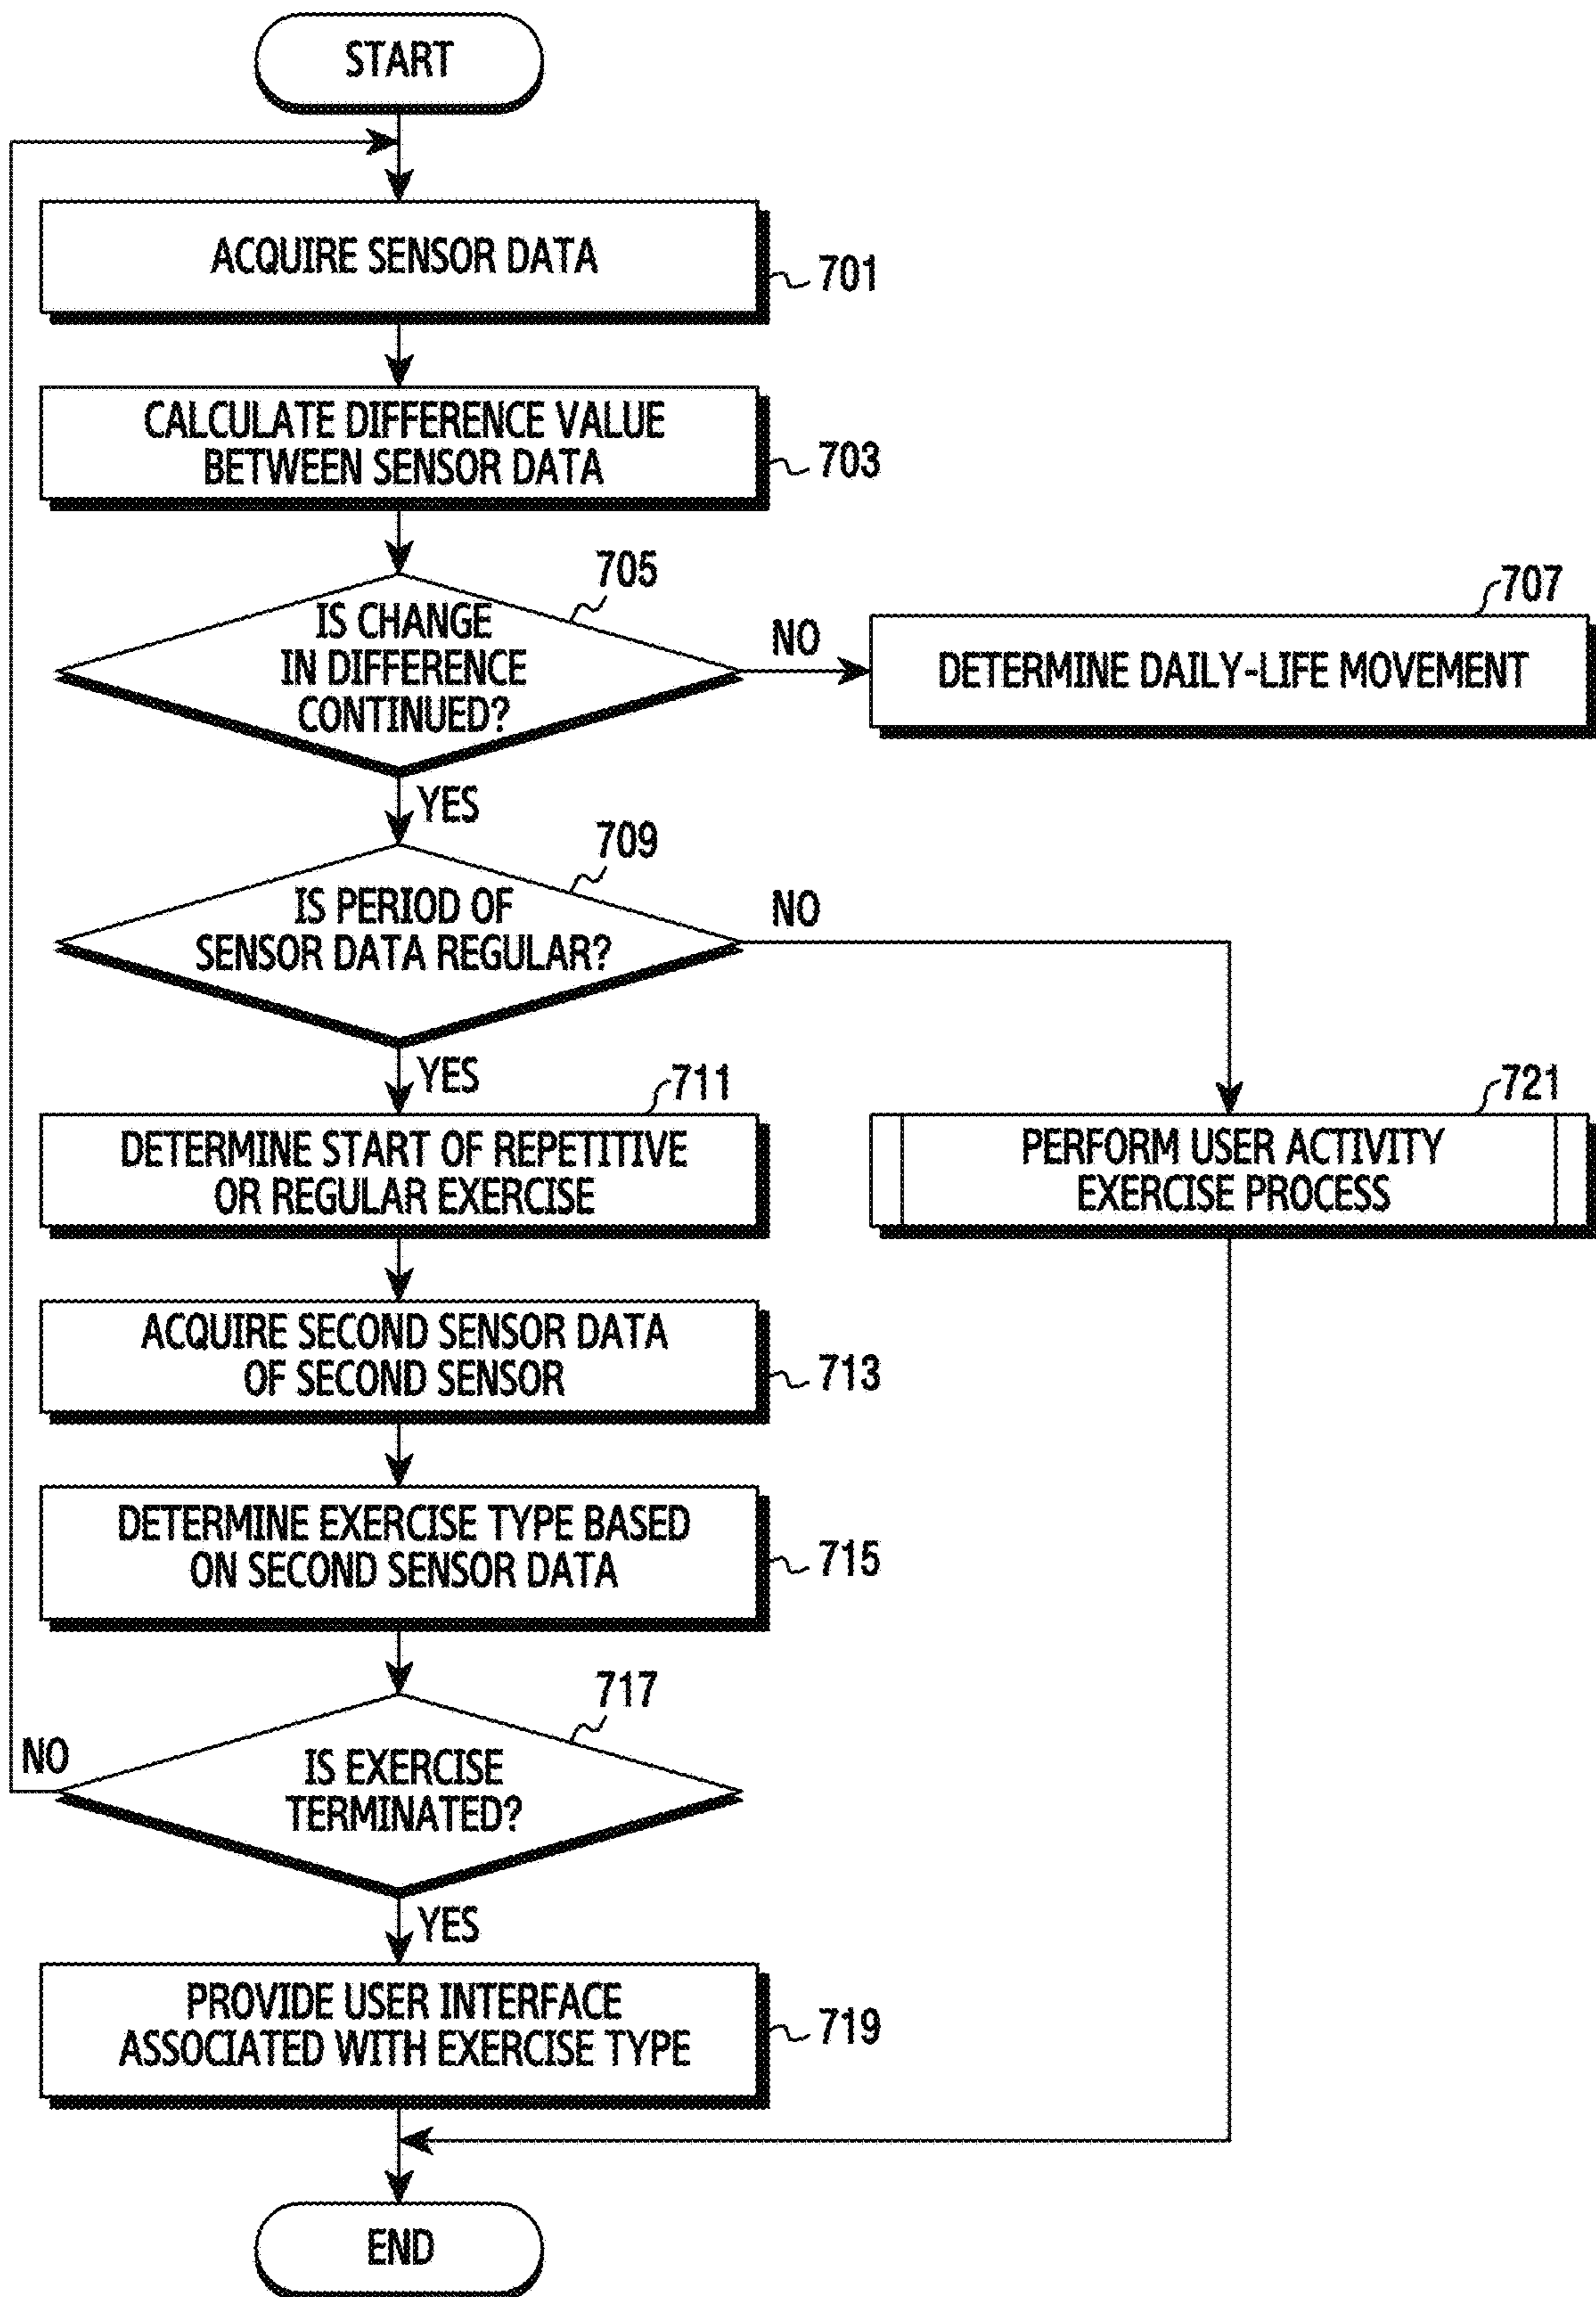 START
ACQUIRE SENSOR DATA
701
CALCULATE DIFFERENCE VALUE
BETWEEN SENSOR DATA
703
705
IS CHANGE
IN DIFFERENCE
CONTINUED?
NO
707
DETERMINE DAILY-LIFE MOVEMENT
YES
709
IS PERIOD OF
SENSOR DATA REGULAR?
NO
YES
711
DETERMINE START OF REPETITIVE
OR REGULAR EXERCISE
721
PERFORM USER ACTIVITY
EXERCISE PROCESS
ACQUIRE SECOND SENSOR DATA
OF SECOND SENSOR
713
DETERMINE EXERCISE TYPE BASED
ON SECOND SENSOR DATA
715
717
NO
IS EXERCISE
TERMINATED?
YES
PROVIDE USER INTERFACE
ASSOCIATED WITH EXERCISE TYPE
719
END